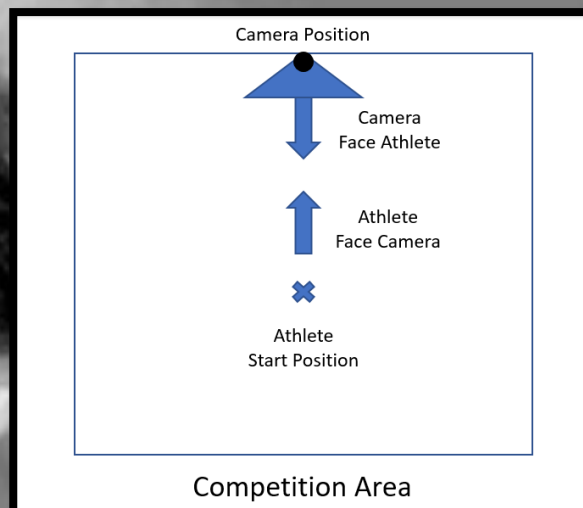 Camera Position
Camera
Face Athlete
Athlete
Face Camera
Athlete
Start Position
Competition Area